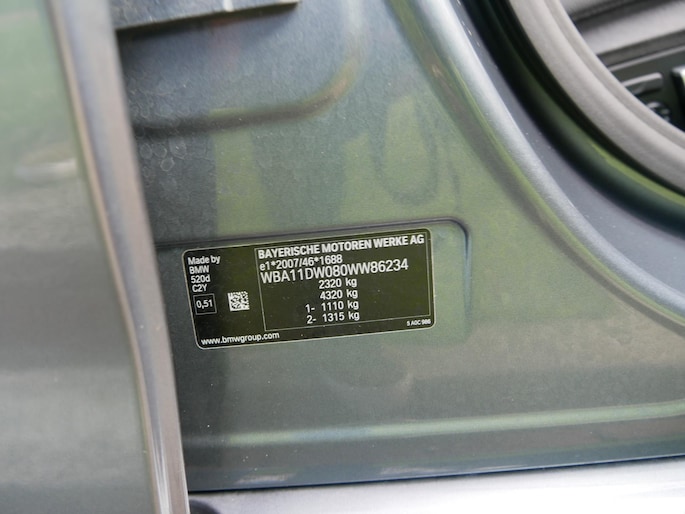 Made by
BMW
520d
C2Y
0,51
BAYERISCHE MOTOREN WERKE AG
e1*2007/46*1688
WBA11DW080WW86234
2320 kg
4320 kg
1- 1110 kg
2- 1315 kg
www.bmwgroup.com